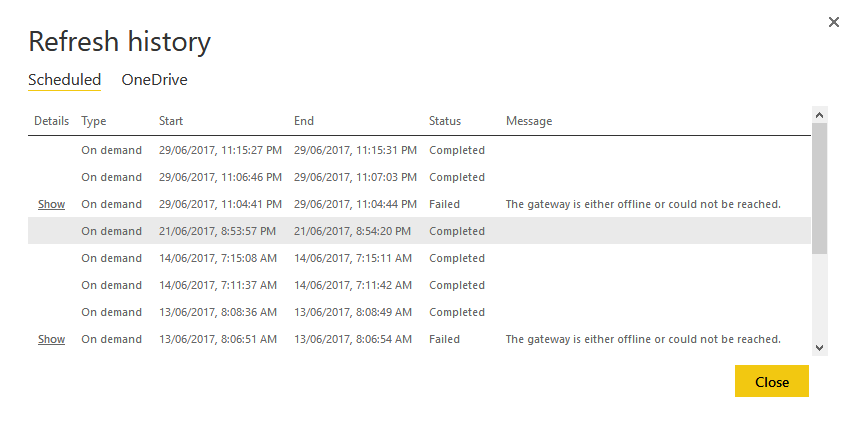 Refresh history
Scheduled OneDrive
Details Type Start End Status Message
On demand 29/06/2017, 11:15:27 PM 29/06/2017, 11:15:31 PM Completed
On demand 29/06/2017, 11:06:46 PM 29/06/2017, 11:07:03 PM Completed
Show On demand 29/06/2017, 11:04:41 PM 29/06/2017, 11:04:44 PM Failed The gateway is either offline or could not be reached.
On demand 21/06/2017, 8:53:57 PM 21/06/2017, 8:54:20 PM Completed
On demand 14/06/2017, 7:15:08 AM 14/06/2017, 7:15:11 AM Completed
On demand 14/06/2017, 7:11:37 AM 14/06/2017, 7:11:42 AM Completed
On demand 13/06/2017, 8:08:36 AM 13/06/2017, 8:08:49 AM Completed
Show On demand 13/06/2017, 8:06:51 AM 13/06/2017, 8:06:54 AM Failed The gateway is either offline or could not be reached.
Close